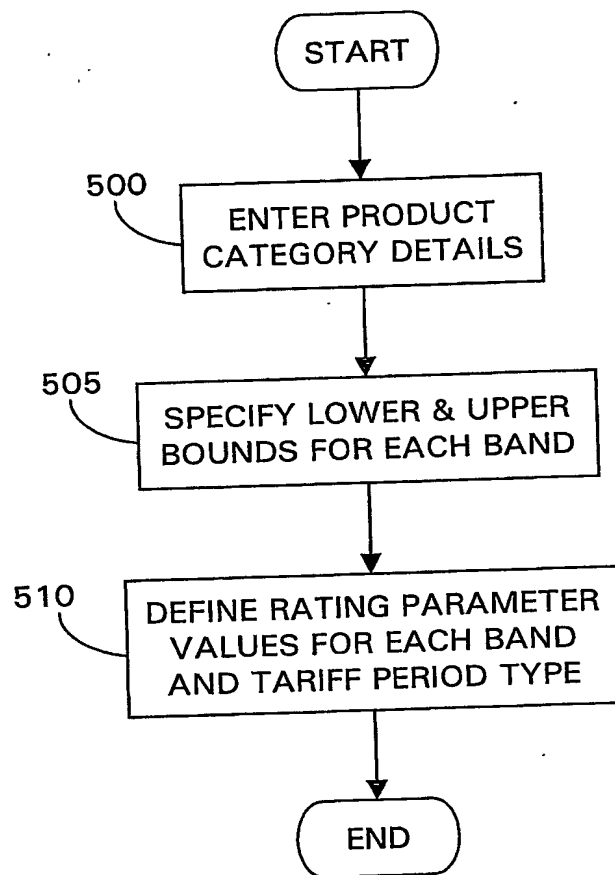 START
500
ENTER PRODUCT
CATEGORY DETAILS
505
SPECIFY LOWER & UPPER
BOUNDS FOR EACH BAND
510
DEFINE RATING PARAMETER
VALUES FOR EACH BAND
AND TARIFF PERIOD TYPE
END